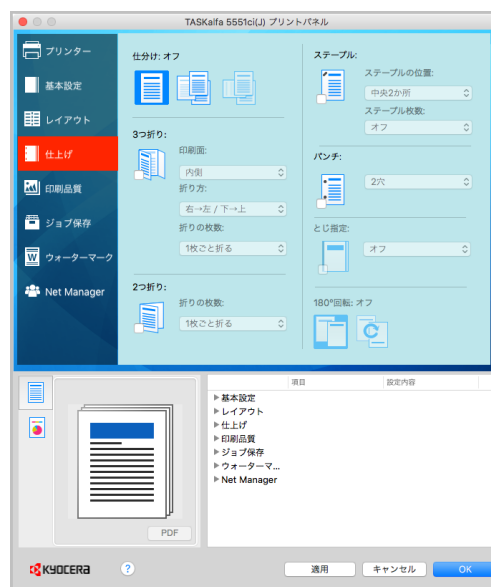 TASKalfa 5551ci(J) プリントパネル
プリンター
基本設定
レイアウト
仕上げ
印刷品質
ジョブ保存
W ウォーターマーク
Net Manager
仕分け: オフ
3つ折り:
印刷面:
内側
折り方:
右→左 / 下→上
折りの枚数:
1枚ごと折る
2つ折り:
折りの枚数:
1枚ごと折る
ステープル:
ステープルの位置:
中央2か所
ステープル枚数:
オフ
パンチ:
2穴
とじ指定:
オフ
180°回転: オフ
PDF
項目 設定内容
基本設定
レイアウト
仕上げ
印刷品質
ジョブ保存
ウォーターマ...
Net Manager
KYOCERA
?
適用 キャンセル OK